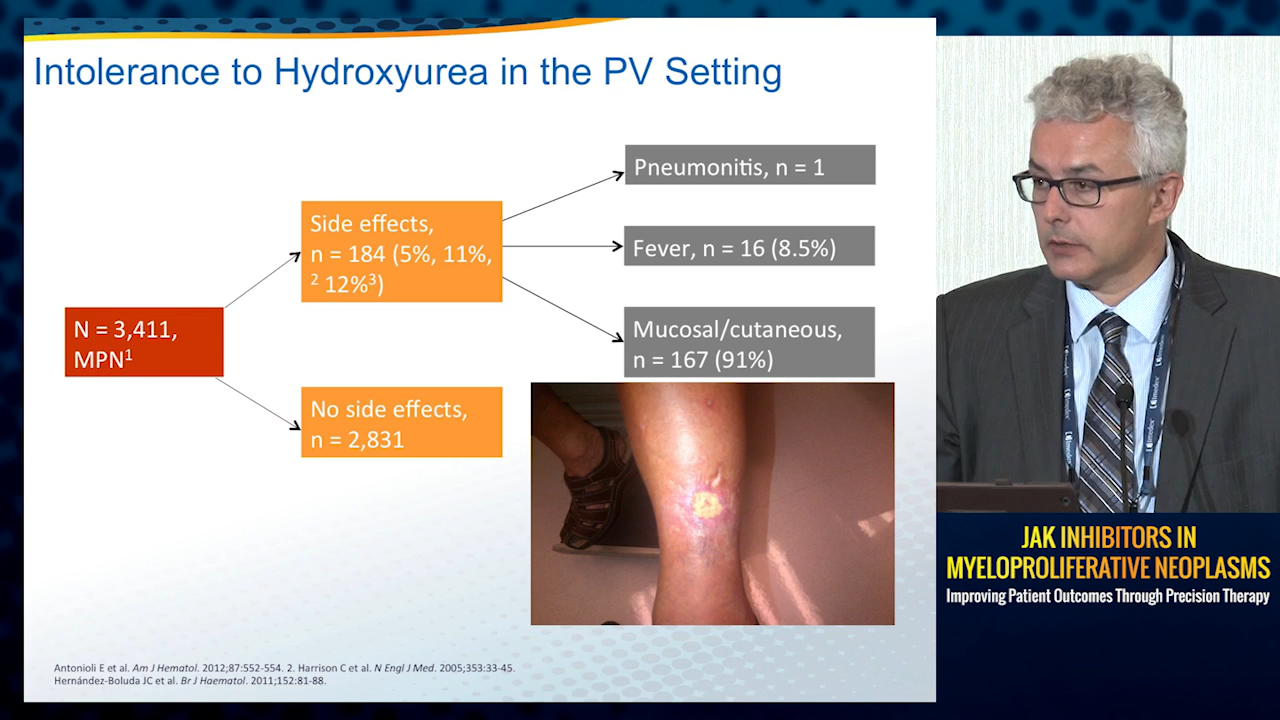 Intolerance to Hydroxyurea in the PV Setting
N = 3,411,
MPN1
Side effects,
n = 184 (5%, 11%,
2 12%3)
No side effects,
n = 2,831
Pneumonitis, n = 1
Fever, n = 16 (8.5%)
Mucosal/cutaneous,
n = 167 (91%)
Antonioli E et al. Am J Hematol. 2012;87:552-554. 2. Harrison C et al. N Engl J Med. 2005;353:33-45.
Hernández-Boluda JC et al. Br J Haematol. 2011;152:81-88.
imedex
imedex
JAK INHIBITORS IN
MYELOPROLIFERATIVE NEOPLASMS
Improving Patient Outcomes Through Precision Therapy